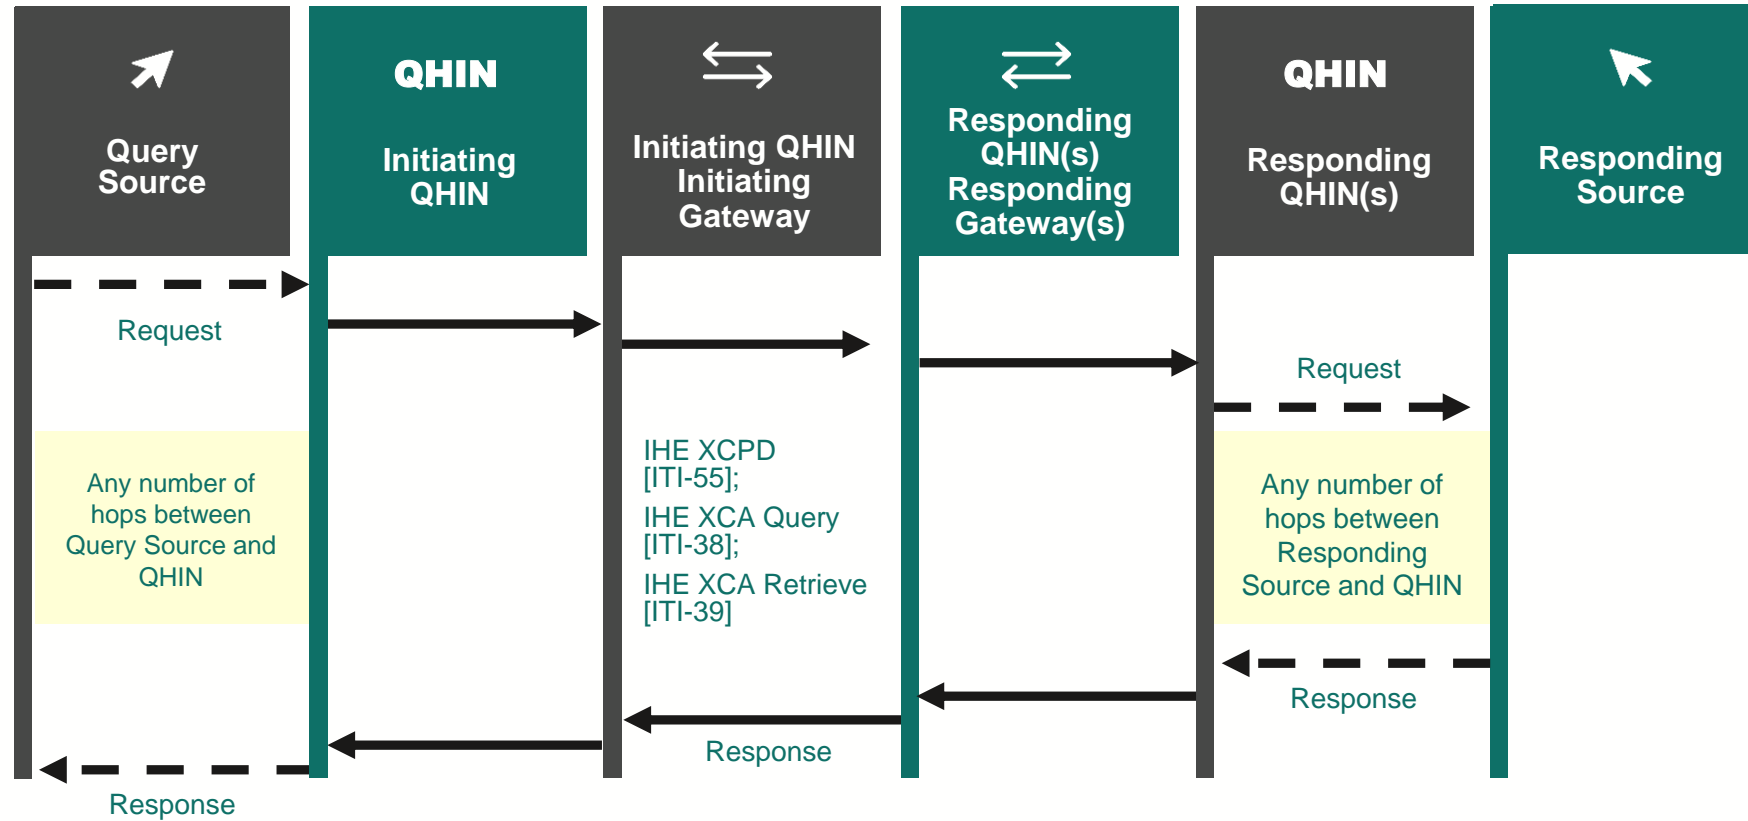 Query
Source
QHIN
Initiating
QHIN
Initiating QHIN
Initiating
Gateway
Responding
QHIN(s)
Responding
Gateway(s)
QHIN
Responding
QHIN(s)
Responding
Source
Request
Request
Any number of
hops between
Query Source and
QHIN
IHE XCPD
[ITI-55];
IHE XCA Query
[ITI-38];
IHE XCA Retrieve
[ITI-39]
Any number of
hops between
Responding
Source and QHIN
Response
Response
Response